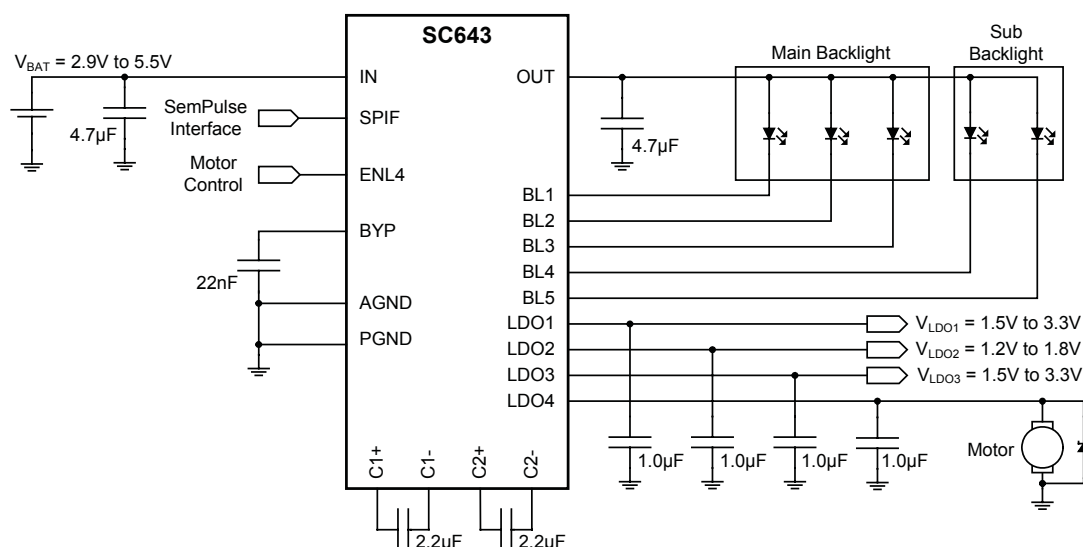 SC643
V_BAT = 2.9V to 5.5V
4.7µF
SemPulse
Interface
Motor
Control
22nF
IN
SPIF
ENL4
BYP
AGND
PGND
C1+
C1-
C2+
C2-
2.2µF
2.2µF
OUT
BL1
BL2
BL3
BL4
BL5
LDO1
LDO2
LDO3
LDO4
4.7µF
Main Backlight
Sub
Backlight
V_LDO1 = 1.5V to 3.3V
V_LDO2 = 1.2V to 1.8V
V_LDO3 = 1.5V to 3.3V
1.0µF
1.0µF
1.0µF
1.0µF
Motor